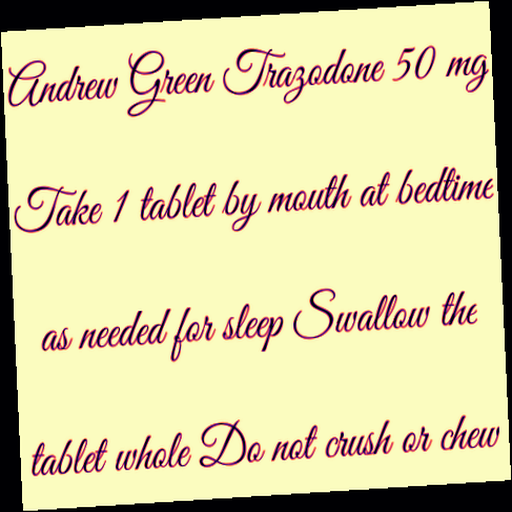 Andrew Green Trazodone 50 mg
Take 1 tablet by mouth at bedtime
as needed for sleep Swallow the
tablet whole Do not crush or chew